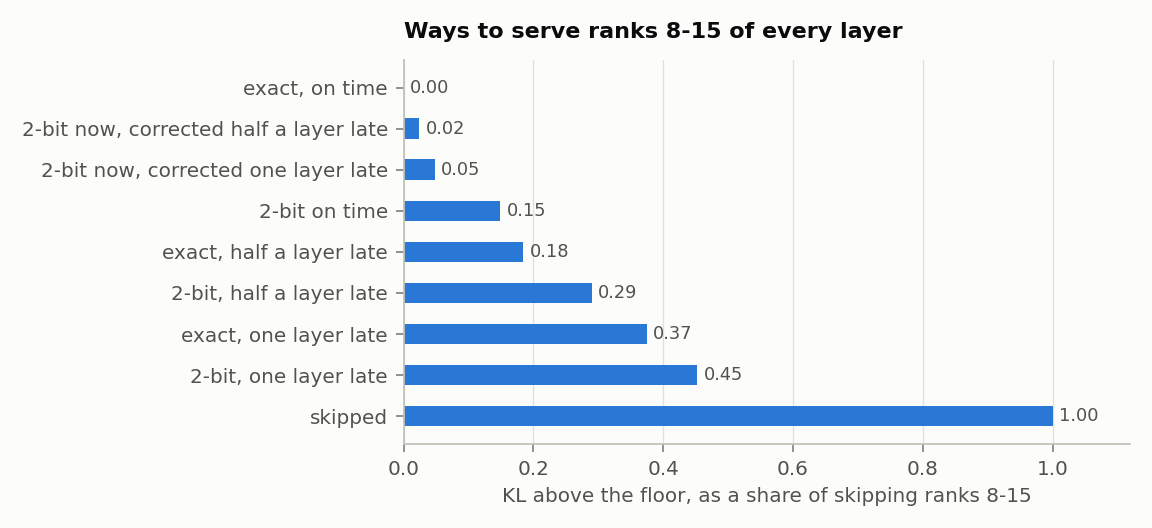 Ways to serve ranks 8-15 of every layer
exact, on time 0.00
2-bit now, corrected half a layer late 0.02
2-bit now, corrected one layer late 0.05
2-bit on time 0.15
exact, half a layer late 0.18
2-bit, half a layer late 0.29
exact, one layer late 0.37
2-bit, one layer late 0.45
skipped 1.00
0.0 0.2 0.4 0.6 0.8 1.0
KL above the floor, as a share of skipping ranks 8-15